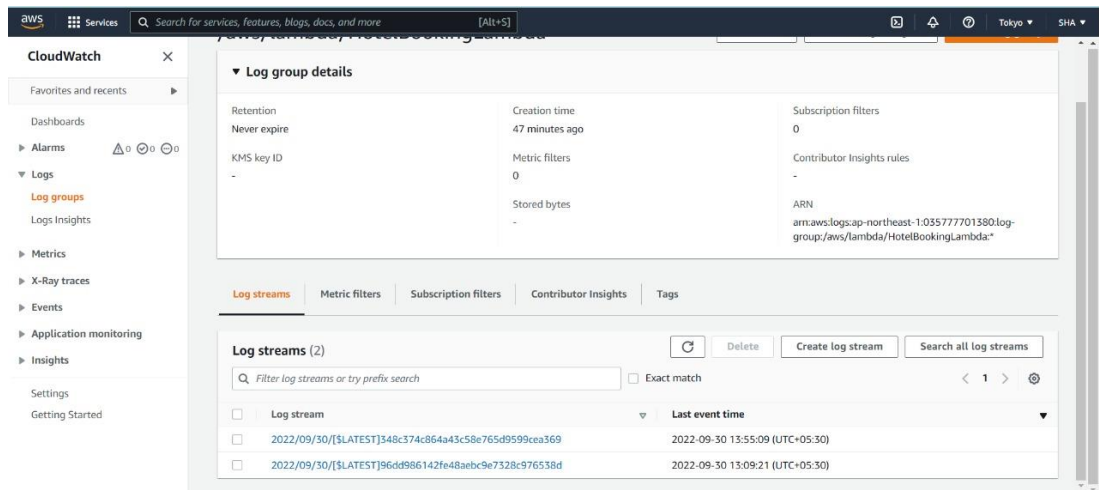 aws
Services
Search for services, features, blogs, docs, and more
[Alt+S]
Tokyo
SHA
CloudWatch
Favorites and recents
Dashboards
Alarms
0 0 0
Logs
Log groups
Logs Insights
Metrics
X-Ray traces
Events
Application monitoring
Insights
Settings
Getting Started
/aws/lambda/HotelBookingLambda
Log group details
Retention
Never expire
KMS key ID
-
Creation time
47 minutes ago
Metric filters
0
Stored bytes
-
Subscription filters
0
Contributor Insights rules
-
ARN
arn:aws:logs:ap-northeast-1:035777701380:log-
group:/aws/lambda/HotelBookingLambda:*
Log streams
Metric filters
Subscription filters
Contributor Insights
Tags
Log streams (2)
Delete
Create log stream
Search all log streams
Filter log streams or try prefix search
Exact match
1
Log stream
Last event time
2022/09/30/[$LATEST]348c374c864a43c58e765d9599cea369
2022-09-30 13:55:09 (UTC+05:30)
2022/09/30/[$LATEST]96dd986142fe48aebc9e7328c976538d
2022-09-30 13:09:21 (UTC+05:30)